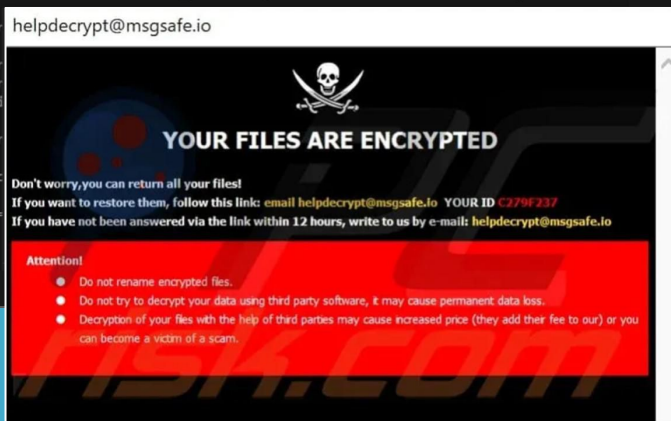 helpdecrypt@msgsafe.io
YOUR FILES ARE ENCRYPTED
Don't worry,you can return all your files!
If you want to restore them, follow this link: email helpdecrypt@msgsafe.io YOUR ID C279F237
If you have not been answered via the link within 12 hours, write to us by e-mail: helpdecrypt@msgsafe.io
Attention!
Do not rename encrypted files.
Do not try to decrypt your data using third party software, it may cause permanent data loss.
Decryption of your files with the help of third parties may cause increased price (they add their fee to our) or you
can become a victim of a scam.
PC
risk.com